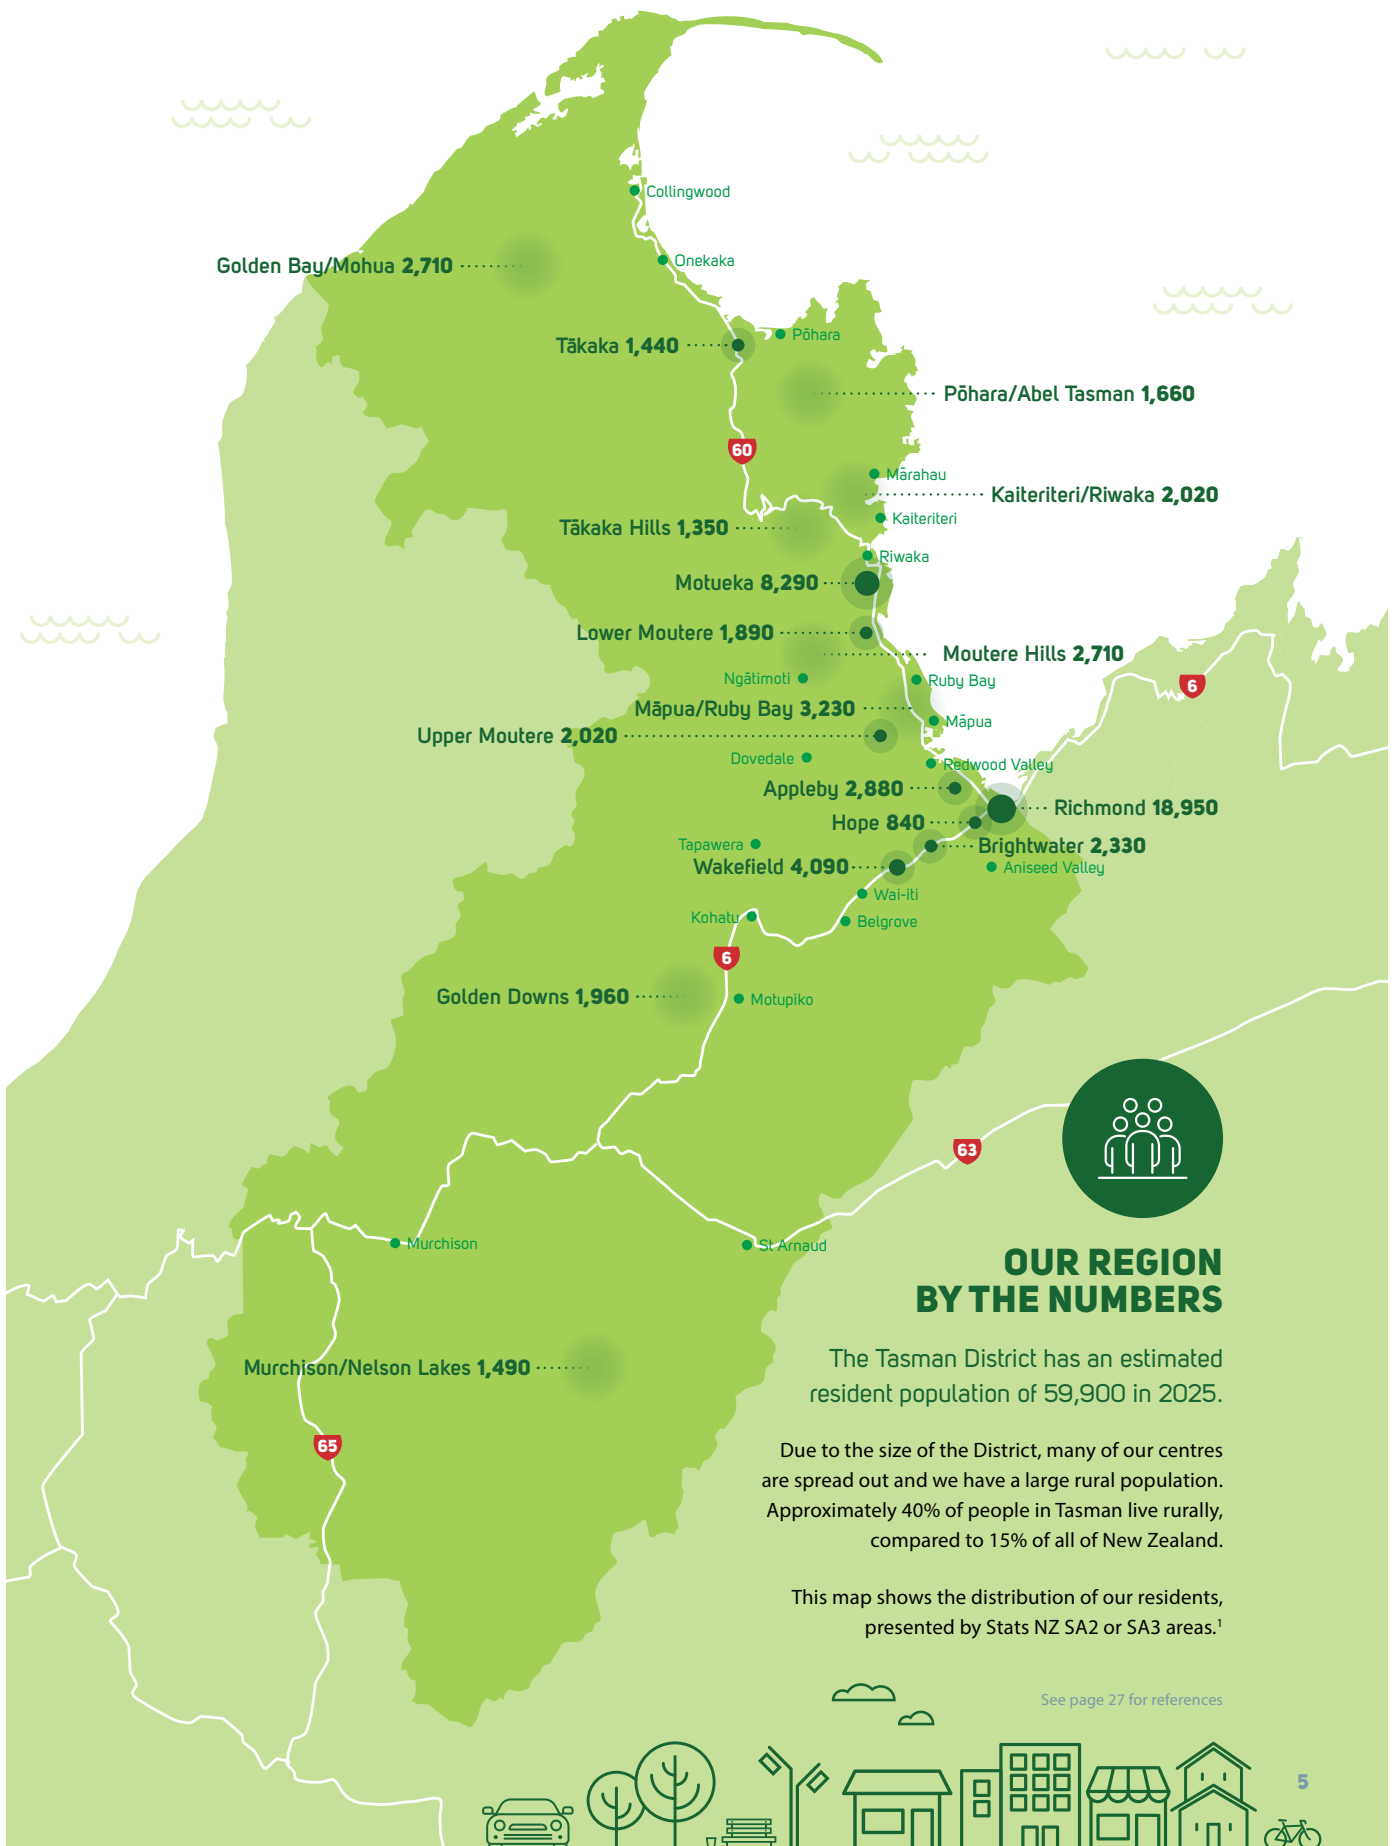 Collingwood
Golden Bay/Mohua 2,710
Onekaka
Pōhara
Tākaka 1,440
Pōhara/Abel Tasman 1,660
60
Mārahau
Kaiteriteri/Riwaka 2,020
Kaiteriteri
Tākaka Hills 1,350
Riwaka
Motueka 8,290
Lower Moutere 1,890
Moutere Hills 2,710
Ngātimoti
Ruby Bay
6
Māpua/Ruby Bay 3,230
Māpua
Upper Moutere 2,020
Dovedale
Redwood Valley
Appleby 2,880
Richmond 18,950
Hope 840
Tapawera
Brightwater 2,330
Wakefield 4,090
Aniseed Valley
Wai-iti
Kohatu
Belgrove
6
Golden Downs 1,960
Motupiko
63
Murchison
St Arnaud
OUR REGION
BY THE NUMBERS
The Tasman District has an estimated
resident population of 59,900 in 2025.
Murchison/Nelson Lakes 1,490
65
Due to the size of the District, many of our centres
are spread out and we have a large rural population.
Approximately 40% of people in Tasman live rurally,
compared to 15% of all of New Zealand.
This map shows the distribution of our residents,
presented by Stats NZ SA2 or SA3 areas.¹
See page 27 for references
5